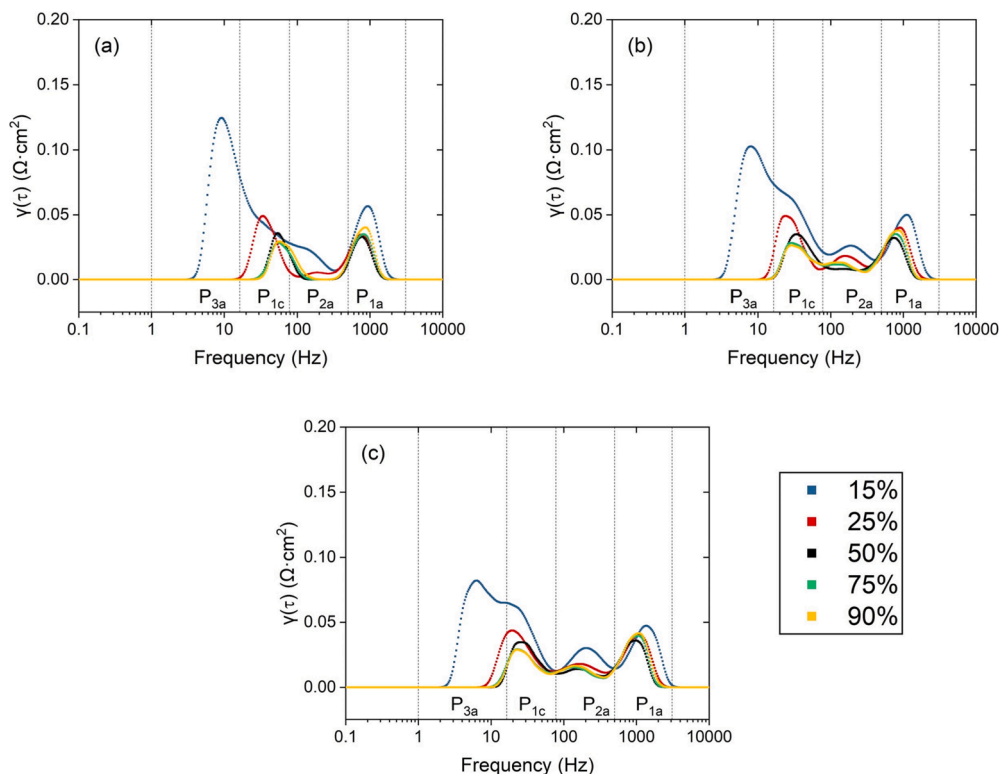 (a)
γ(τ) (Ω·cm²)
0.20
0.15
0.10
0.05
0.00
P3a P1c P2a P1a
0.1 1 10 100 1000 10000
Frequency (Hz)
(b)
γ(τ) (Ω·cm²)
0.20
0.15
0.10
0.05
0.00
P3a P1c P2a P1a
0.1 1 10 100 1000 10000
Frequency (Hz)
(c)
γ(τ) (Ω·cm²)
0.20
0.15
0.10
0.05
0.00
P3a P1c P2a P1a
0.1 1 10 100 1000 10000
Frequency (Hz)
15%
25%
50%
75%
90%